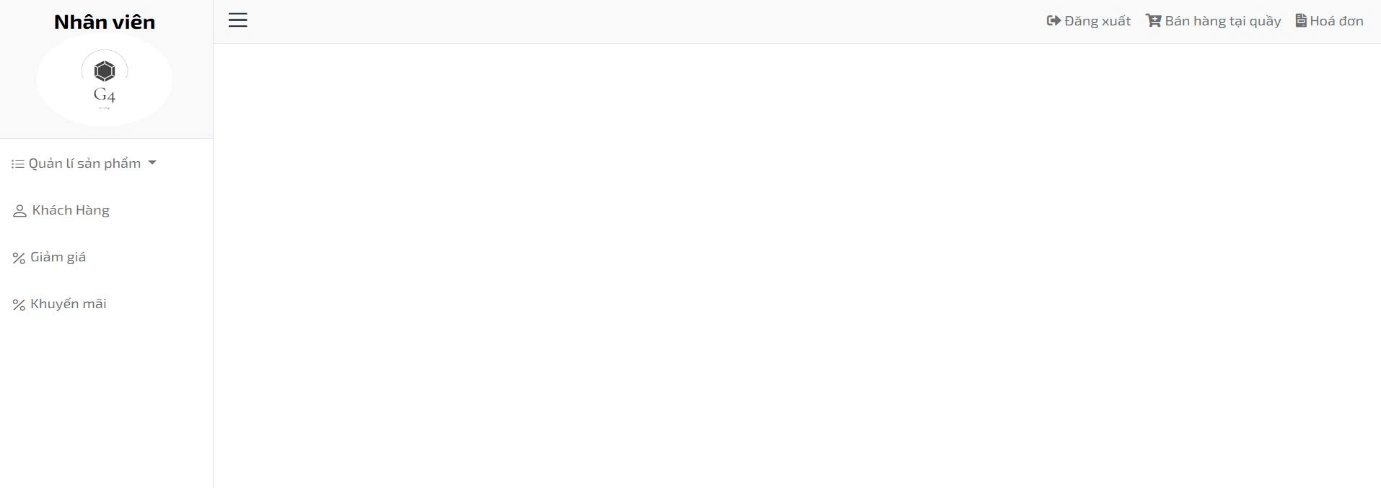 Nhân viên
G4
Đăng xuất Bán hàng tại quầy Hoá đơn
Quản lí sản phẩm
Khách Hàng
Giảm giá
Khuyến mãi